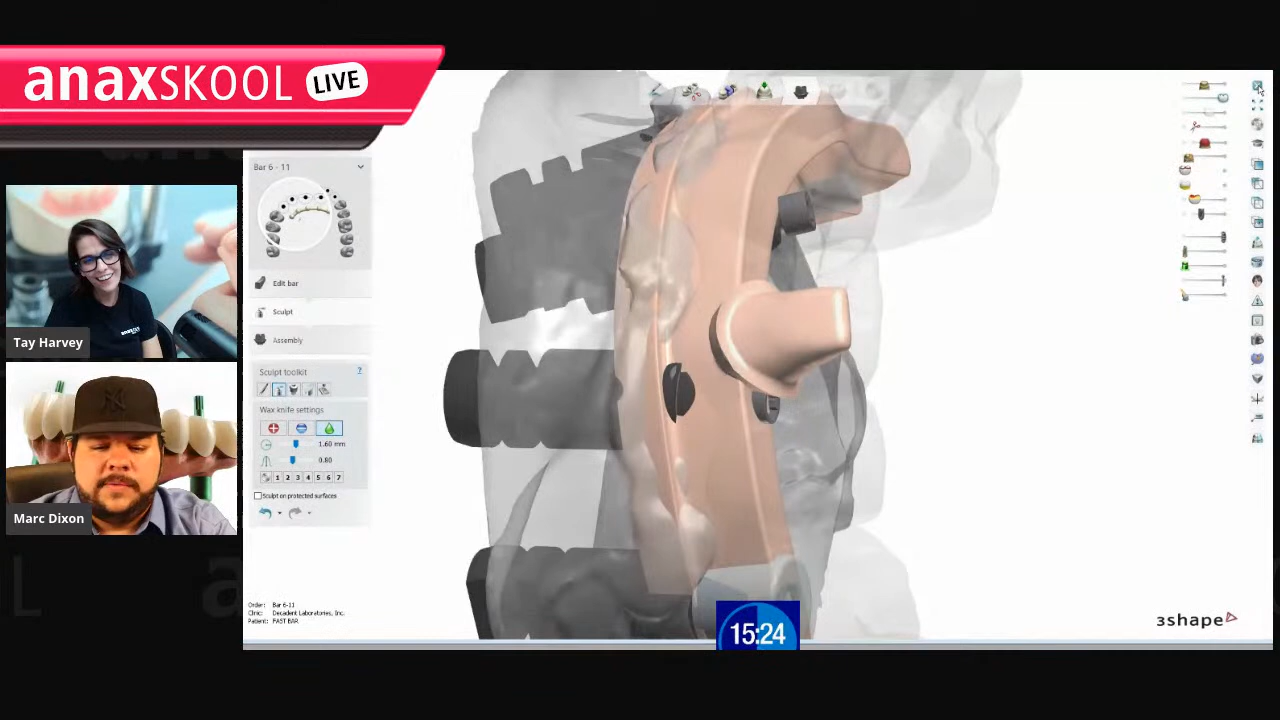 anaxSKOOL LIVE
Bar 6 - 11
Edit bar
Sculpt
Tay Harvey
Assembly
Sculpt toolkit
?
Wax knife settings
1.60 mm
0.80
1 2 3 4 5 6 7
Sculpt on protected surfaces
Marc Dixon
Order: Bar 6-11
Clinic: Decadent Laboratories, Inc.
Patient: FAST BAR
15:24
3shape